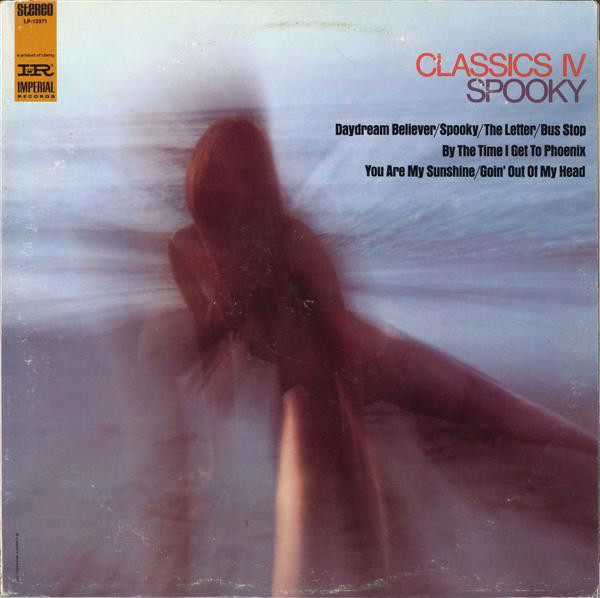 Stereo
LP-12371
a product of Liberty
IR
IMPERIAL
RECORDS
CLASSICS IV
SPOOKY
Daydream Believer/Spooky/The Letter/Bus Stop
By The Time I Get To Phoenix
You Are My Sunshine/Goin' Out Of My Head